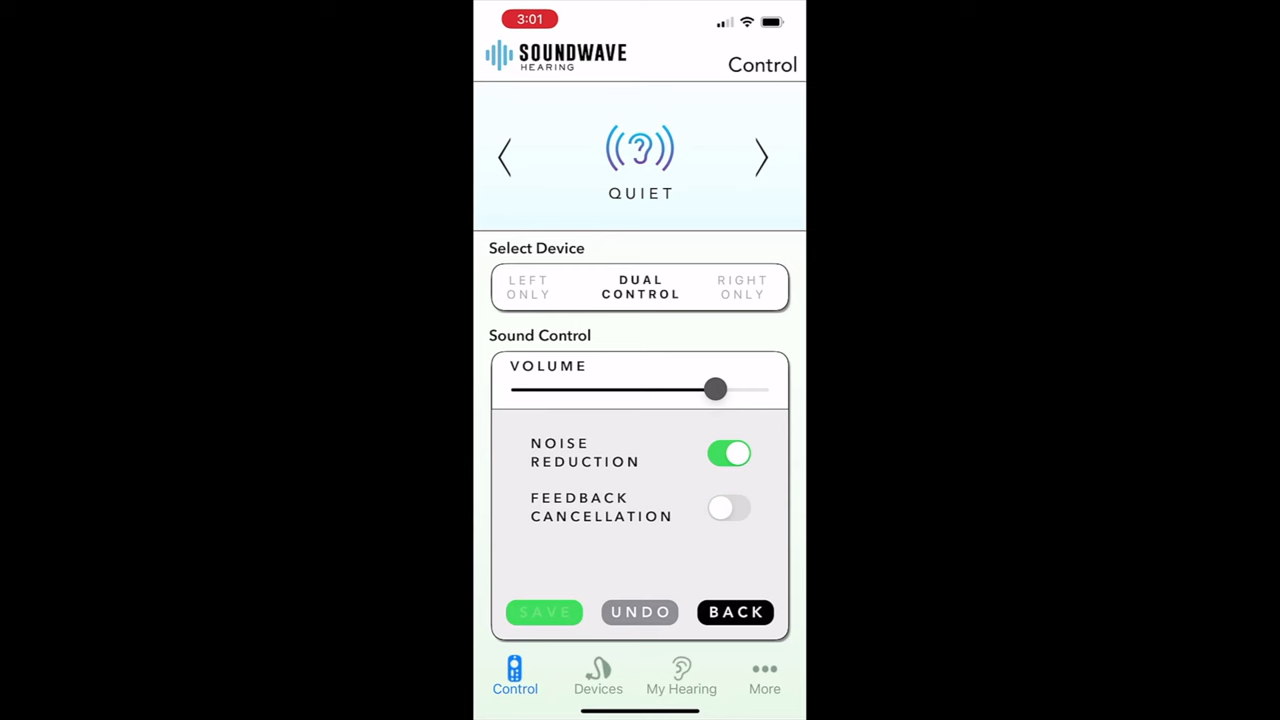 3:01
SOUNDWAVE
HEARING
Control
QUIET
Select Device
LEFT ONLY
DUAL CONTROL
RIGHT ONLY
Sound Control
VOLUME
NOISE
REDUCTION
FEEDBACK
CANCELLATION
SAVE UNDO BACK
Control Devices My Hearing More